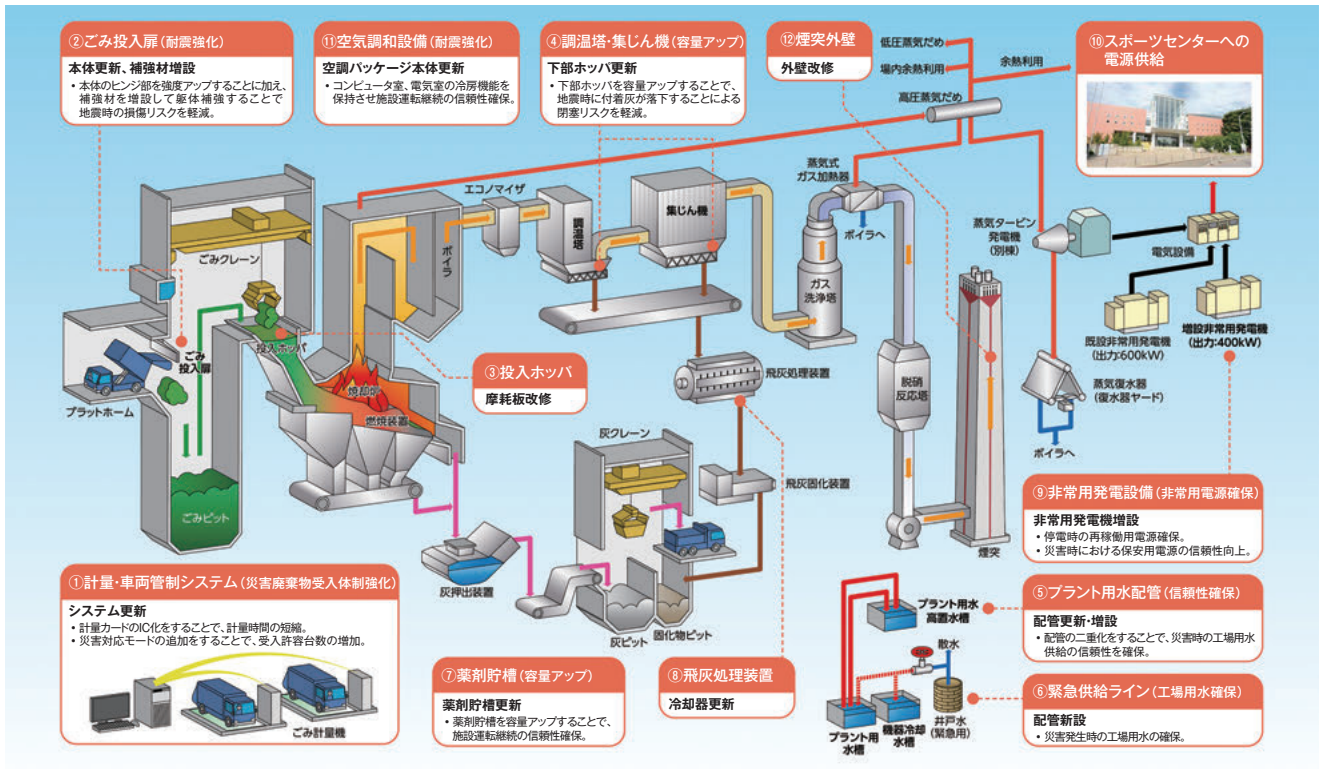 ②ごみ投入扉(耐震強化)
本体更新、補強材増設
・本体のヒンジ部を強度アップすることに加え、
補強材を増設して躯体補強することで
地震時の損傷リスクを軽減。
⑪空気調和設備(耐震強化)
空調パッケージ本体更新
・コンピュータ室、電気室の冷房機能を
保持させ施設運転継続の信頼性確保。
④調温塔・集じん機(容量アップ)
下部ホッパ更新
・下部ホッパを容量アップすることで、
地震時に付着灰が落下することによる
閉塞リスクを軽減。
⑫煙突外壁
外壁改修
低圧蒸気だめ
場内余熱利用
高圧蒸気だめ
余熱利用
⑩スポーツセンターへの
電源供給
ごみクレーン
ごみ
投入扉
プラットホーム
ごみピット
投入ホッパ
焼却炉
燃焼装置
ボイラ
エコノマイザ
調温塔
集じん機
蒸気式
ガス加熱器
ボイラへ
ガス
洗浄塔
蒸気タービン
発電機
(別棟)
電気設備
既設非常用発電機
(出力:600kW)
増設非常用発電機
(出力:400kW)
蒸気復水器
(復水器ヤード)
ボイラへ
③投入ホッパ
摩耗板改修
飛灰処理装置
脱硝
反応塔
灰クレーン
飛灰固化装置
灰押出装置
灰ピット
固化物ピット
煙突
⑨非常用発電設備(非常用電源確保)
非常用発電機増設
・停電時の再稼働用電源確保。
・災害時における保安用電源の信頼性向上。
①計量・車両管制システム(災害廃棄物受入体制強化)
システム更新
・計量カードのIC化をすることで、計量時間の短縮。
・災害対応モードの追加をすることで、受入許容台数の増加。
ごみ計量機
⑦薬剤貯槽(容量アップ)
薬剤貯槽更新
・薬剤貯槽を容量アップすることで、
施設運転継続の信頼性確保。
⑧飛灰処理装置
冷却器更新
プラント用水
高置水槽
散水
プラント用
水槽
機器冷却
水槽
井戸水
(緊急用)
⑤プラント用水配管(信頼性確保)
配管更新・増設
・配管の二重化をすることで、災害時の工場用水
供給の信頼性を確保。
⑥緊急供給ライン(工場用水確保)
配管新設
・災害発生時の工場用水の確保。